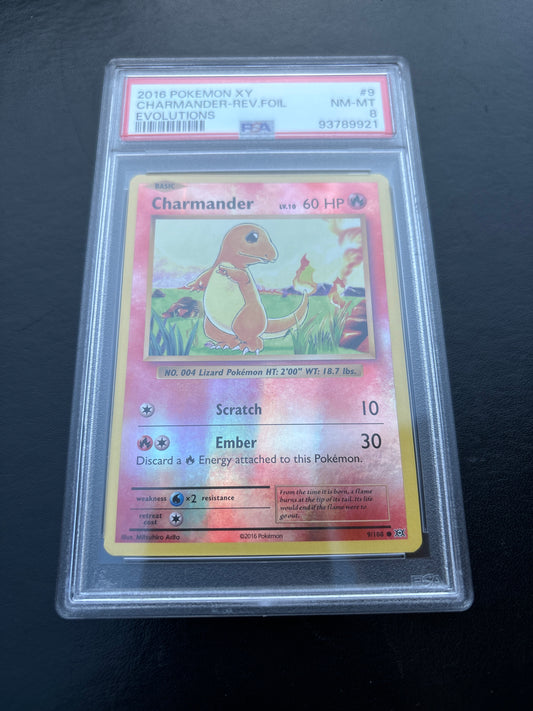 2016 POKEMON XY #9
CHARMANDER-REV.FOIL NM-MT
EVOLUTIONS 8
PSA 93789921
BASIC
Charmander LV.10 60 HP
NO. 004 Lizard Pokémon HT: 2'00" WT: 18.7 lbs.
Scratch 10
Ember 30
Discard a Energy attached to this Pokémon.
weakness ×2 resistance
retreat
cost
From the time it is born, a flame
burns at the tip of its tail. Its life
would end if the flame were to
go out.
Illus. Mitsuhiro Arita ©2016 Pokémon 9/108